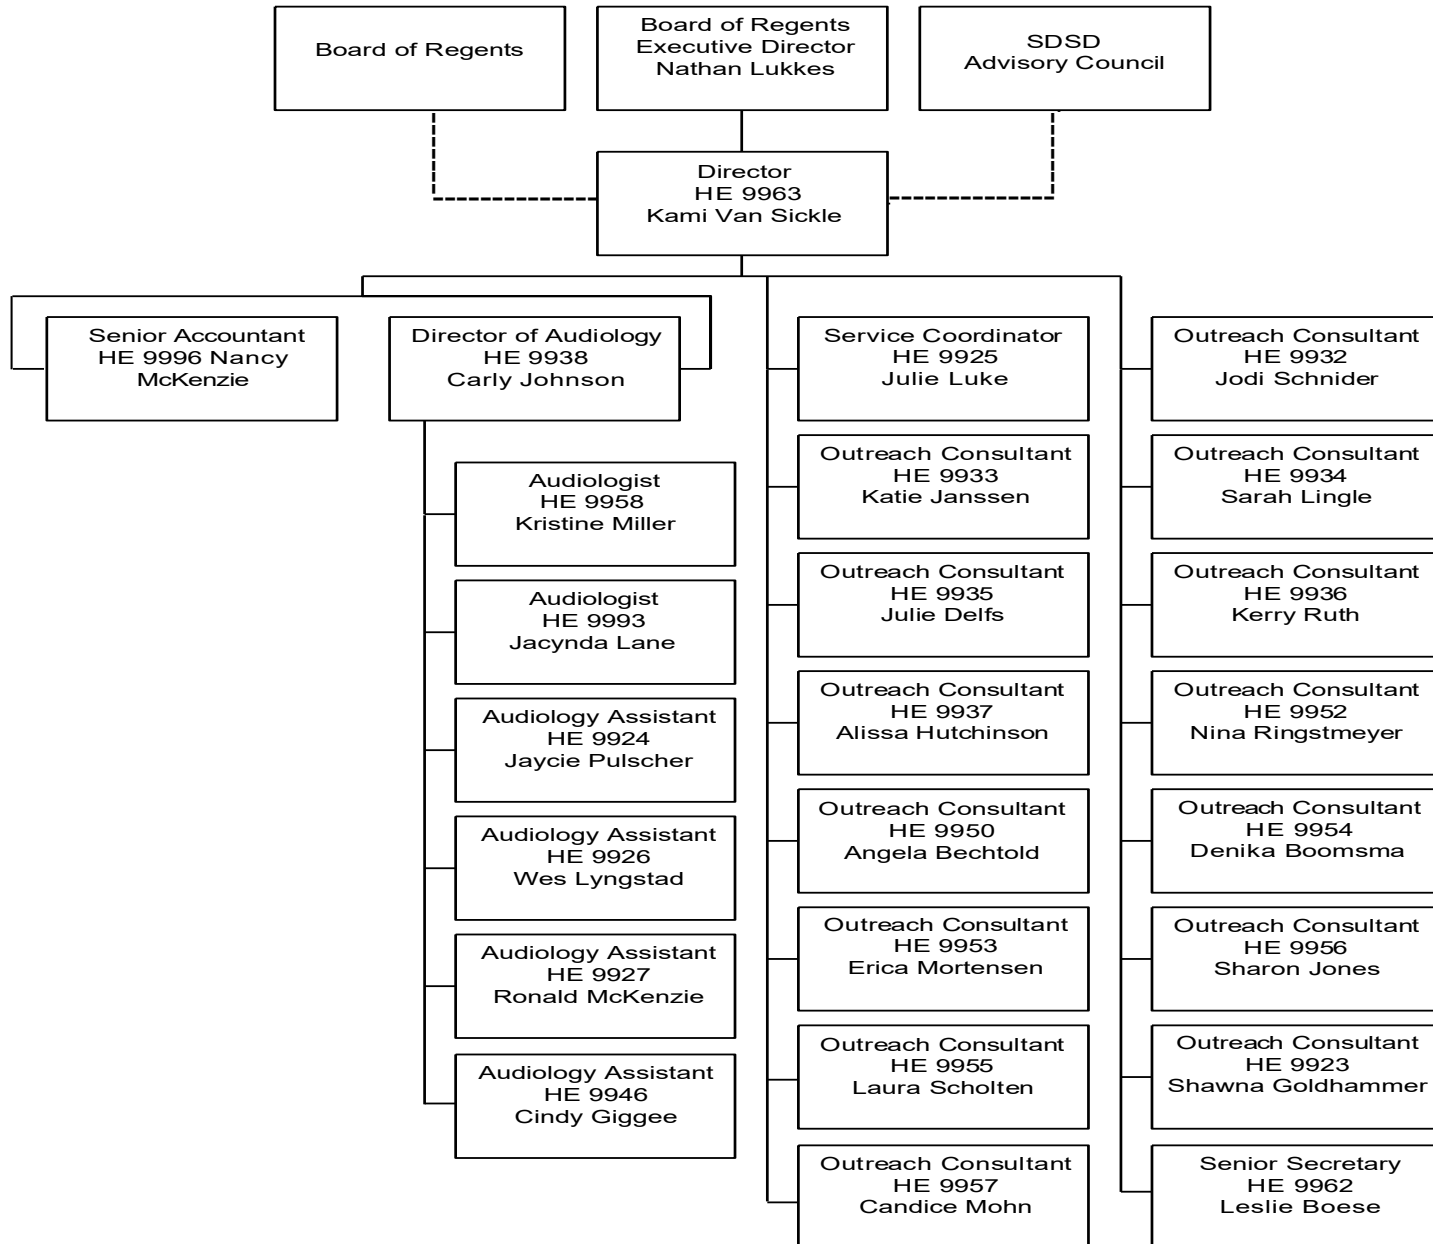 Board of Regents
Board of Regents
Executive Director
Nathan Lukkes
SDSD
Advisory Council
Director
HE 9963
Kami Van Sickle
Senior Accountant
HE 9996 Nancy
McKenzie
Director of Audiology
HE 9938
Carly Johnson
Service Coordinator
HE 9925
Julie Luke
Outreach Consultant
HE 9932
Jodi Schnider
Audiologist
HE 9958
Kristine Miller
Audiologist
HE 9993
Jacynda Lane
Audiology Assistant
HE 9924
Jaycie Pulscher
Audiology Assistant
HE 9926
Wes Lyngstad
Audiology Assistant
HE 9927
Ronald McKenzie
Audiology Assistant
HE 9946
Cindy Giggee
Outreach Consultant
HE 9933
Katie Janssen
Outreach Consultant
HE 9935
Julie Delfs
Outreach Consultant
HE 9937
Alissa Hutchinson
Outreach Consultant
HE 9950
Angela Bechtold
Outreach Consultant
HE 9953
Erica Mortensen
Outreach Consultant
HE 9955
Laura Scholten
Outreach Consultant
HE 9957
Candice Mohn
Outreach Consultant
HE 9934
Sarah Lingle
Outreach Consultant
HE 9936
Kerry Ruth
Outreach Consultant
HE 9952
Nina Ringstmeyer
Outreach Consultant
HE 9954
Denika Boomsma
Outreach Consultant
HE 9956
Sharon Jones
Outreach Consultant
HE 9923
Shawna Goldhammer
Senior Secretary
HE 9962
Leslie Boese